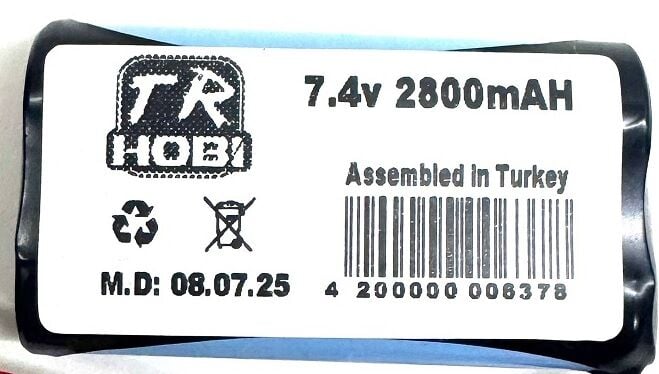 TR
HOBİ
7.4v 2800mAH
Assembled in Turkey
M.D: 08.07.25
4 200000 006378